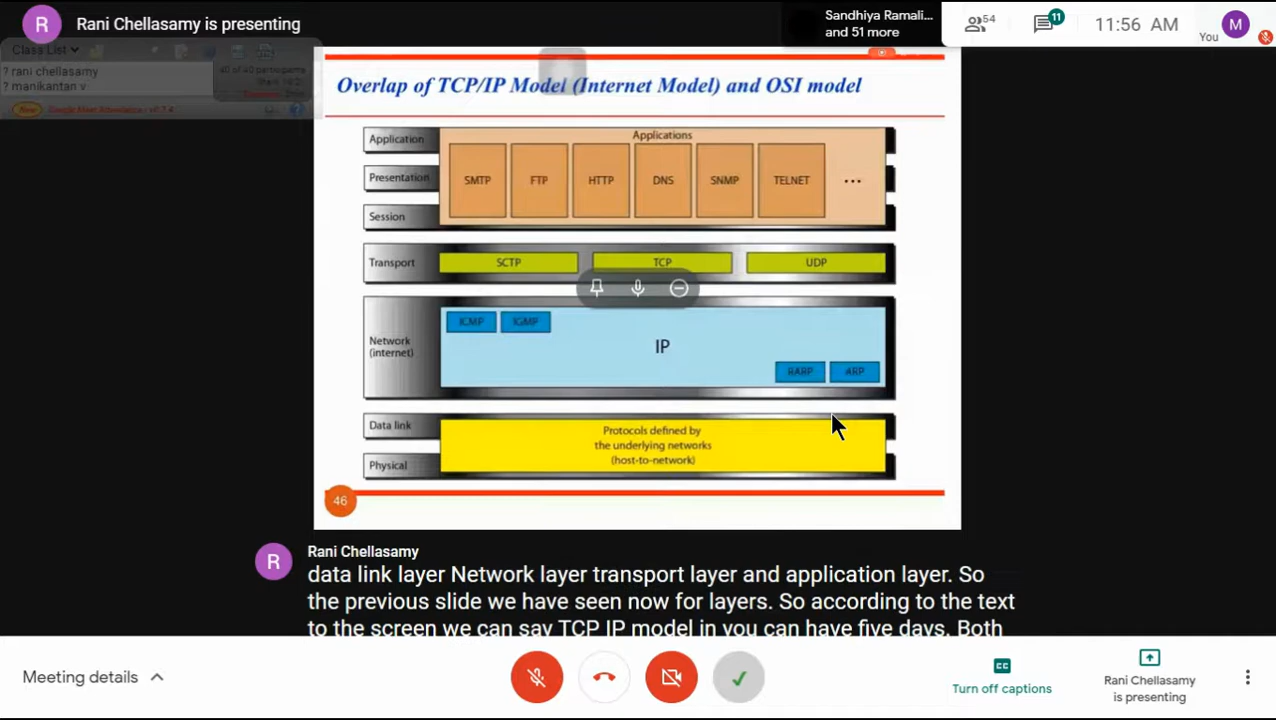 R Rani Chellasamy is presenting
Sandhiya Ramali...
and 51 more
54
11
11:56 AM
You
M
Class List
? rani chellasamy
? manikantan v
40 of 40 participants
New
Overlap of TCP/IP Model (Internet Model) and OSI model
Application
Presentation
Session
Applications
SMTP FTP HTTP DNS SNMP TELNET ...
Transport
SCTP TCP UDP
Network
(internet)
ICMP IGMP
IP
RARP ARP
Data link
Physical
Protocols defined by
the underlying networks
(host-to-network)
46
R
Rani Chellasamy
data link layer Network layer transport layer and application layer. So
the previous slide we have seen now for layers. So according to the text
to the screen we can say TCP IP model in you can have five days. Both
Meeting details
CC
Turn off captions
Rani Chellasamy
is presenting